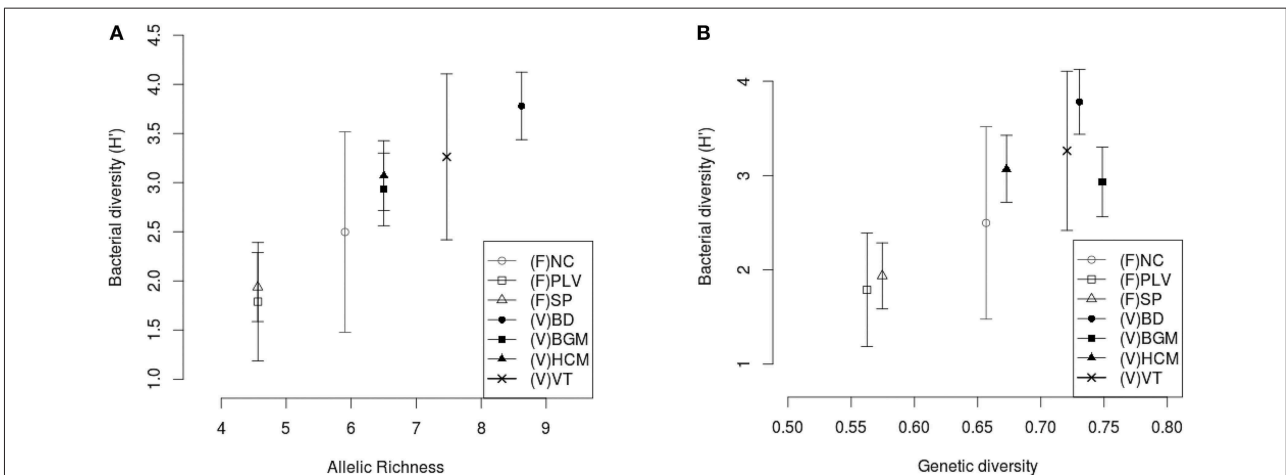 A
Bacterial diversity (H')
4.5
4.0
3.5
3.0
2.5
2.0
1.5
1.0
4 5 6 7 8 9
Allelic Richness
(F)NC
(F)PLV
(F)SP
(V)BD
(V)BGM
(V)HCM
(V)VT
B
Bacterial diversity (H')
4
3
2
1
0.50 0.55 0.60 0.65 0.70 0.75 0.80
Genetic diversity
(F)NC
(F)PLV
(F)SP
(V)BD
(V)BGM
(V)HCM
(V)VT